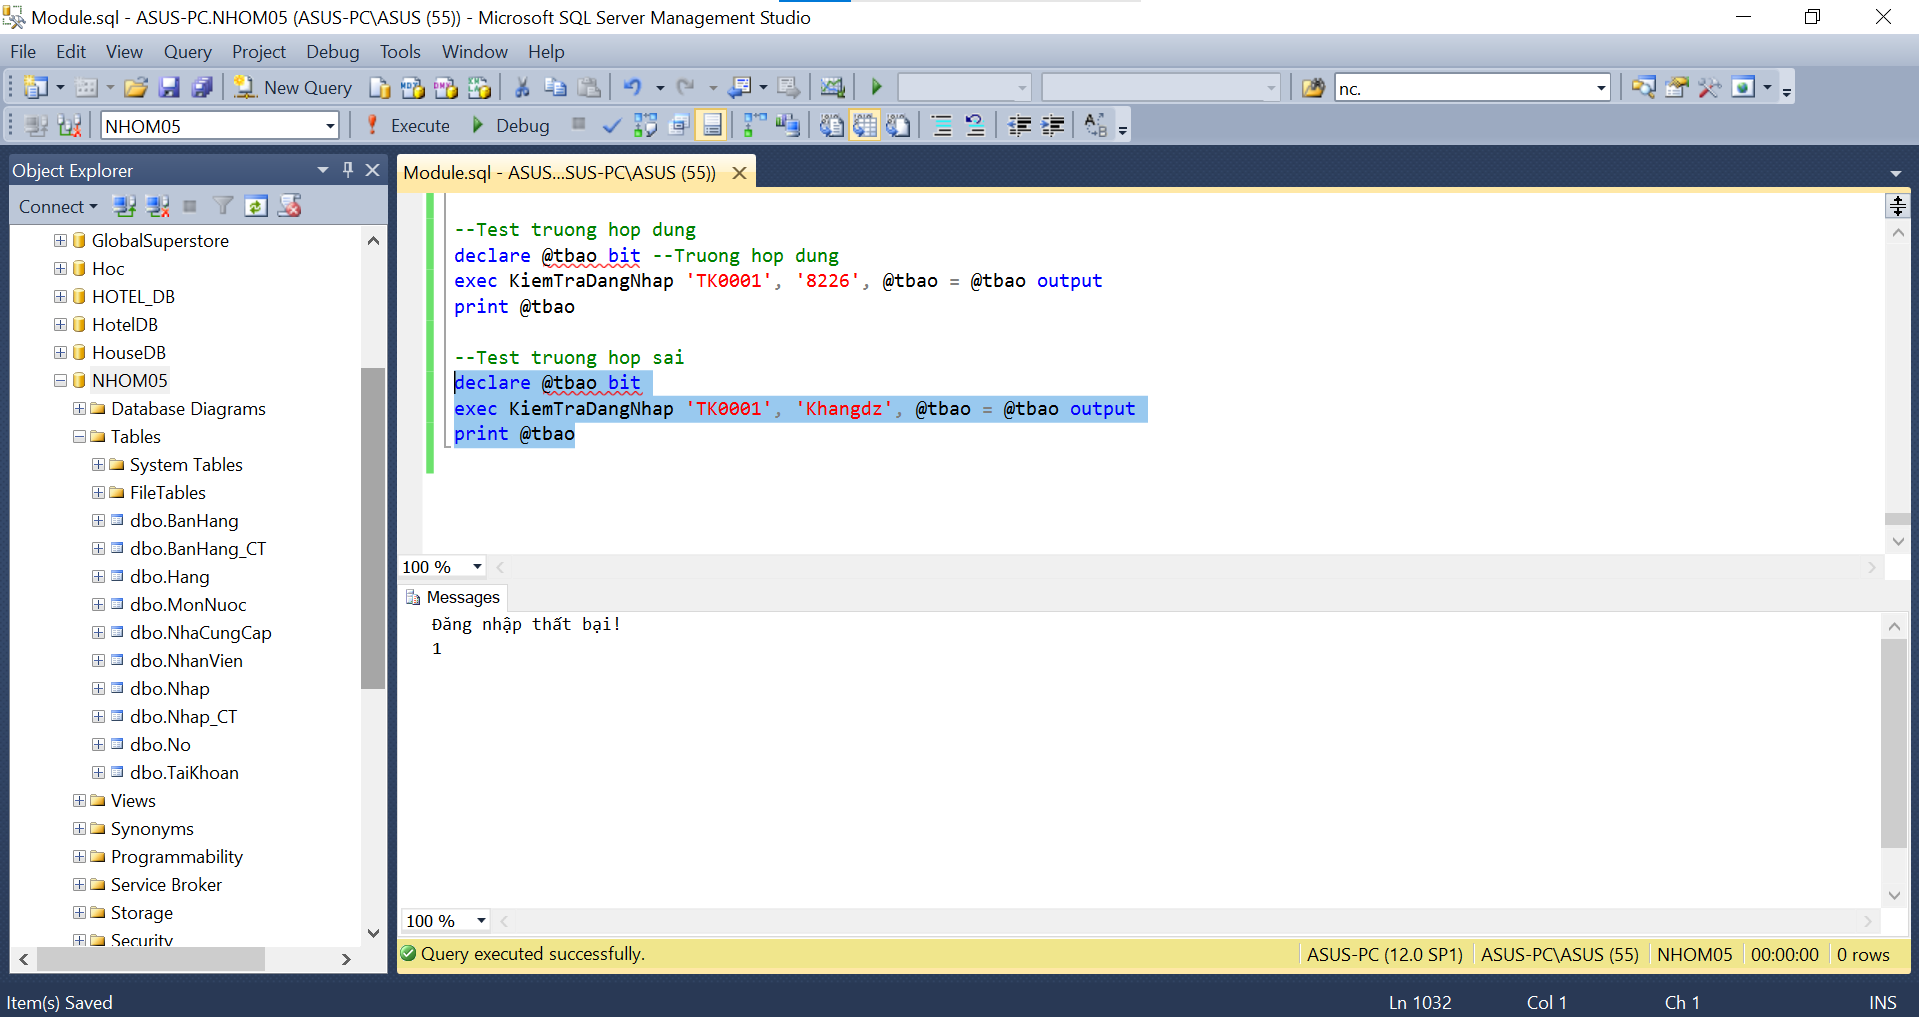 Module.sql - ASUS-PC.NHOM05 (ASUS-PC\ASUS (55)) - Microsoft SQL Server Management Studio
File Edit View Query Project Debug Tools Window Help
New Query
nc.
NHOM05
Execute
Debug
Object Explorer
Connect
GlobalSuperstore
Hoc
HOTEL_DB
HotelDB
HouseDB
NHOM05
Database Diagrams
Tables
System Tables
FileTables
dbo.BanHang
dbo.BanHang_CT
dbo.Hang
dbo.MonNuoc
dbo.NhaCungCap
dbo.NhanVien
dbo.Nhap
dbo.Nhap_CT
dbo.No
dbo.TaiKhoan
Views
Synonyms
Programmability
Service Broker
Storage
Security
Module.sql - ASUS...SUS-PC\ASUS (55))
--Test truong hop dung
declare @tbao bit --Truong hop dung
exec KiemTraDangNhap 'TK0001', '8226', @tbao = @tbao output
print @tbao
--Test truong hop sai
declare @tbao bit
exec KiemTraDangNhap 'TK0001', 'Khangdz', @tbao = @tbao output
print @tbao
100 %
Messages
Đăng nhập thất bại!
1
100 %
Query executed successfully.
ASUS-PC (12.0 SP1)
ASUS-PC\ASUS (55)
NHOM05
00:00:00
0 rows
Item(s) Saved
Ln 1032
Col 1
Ch 1
INS